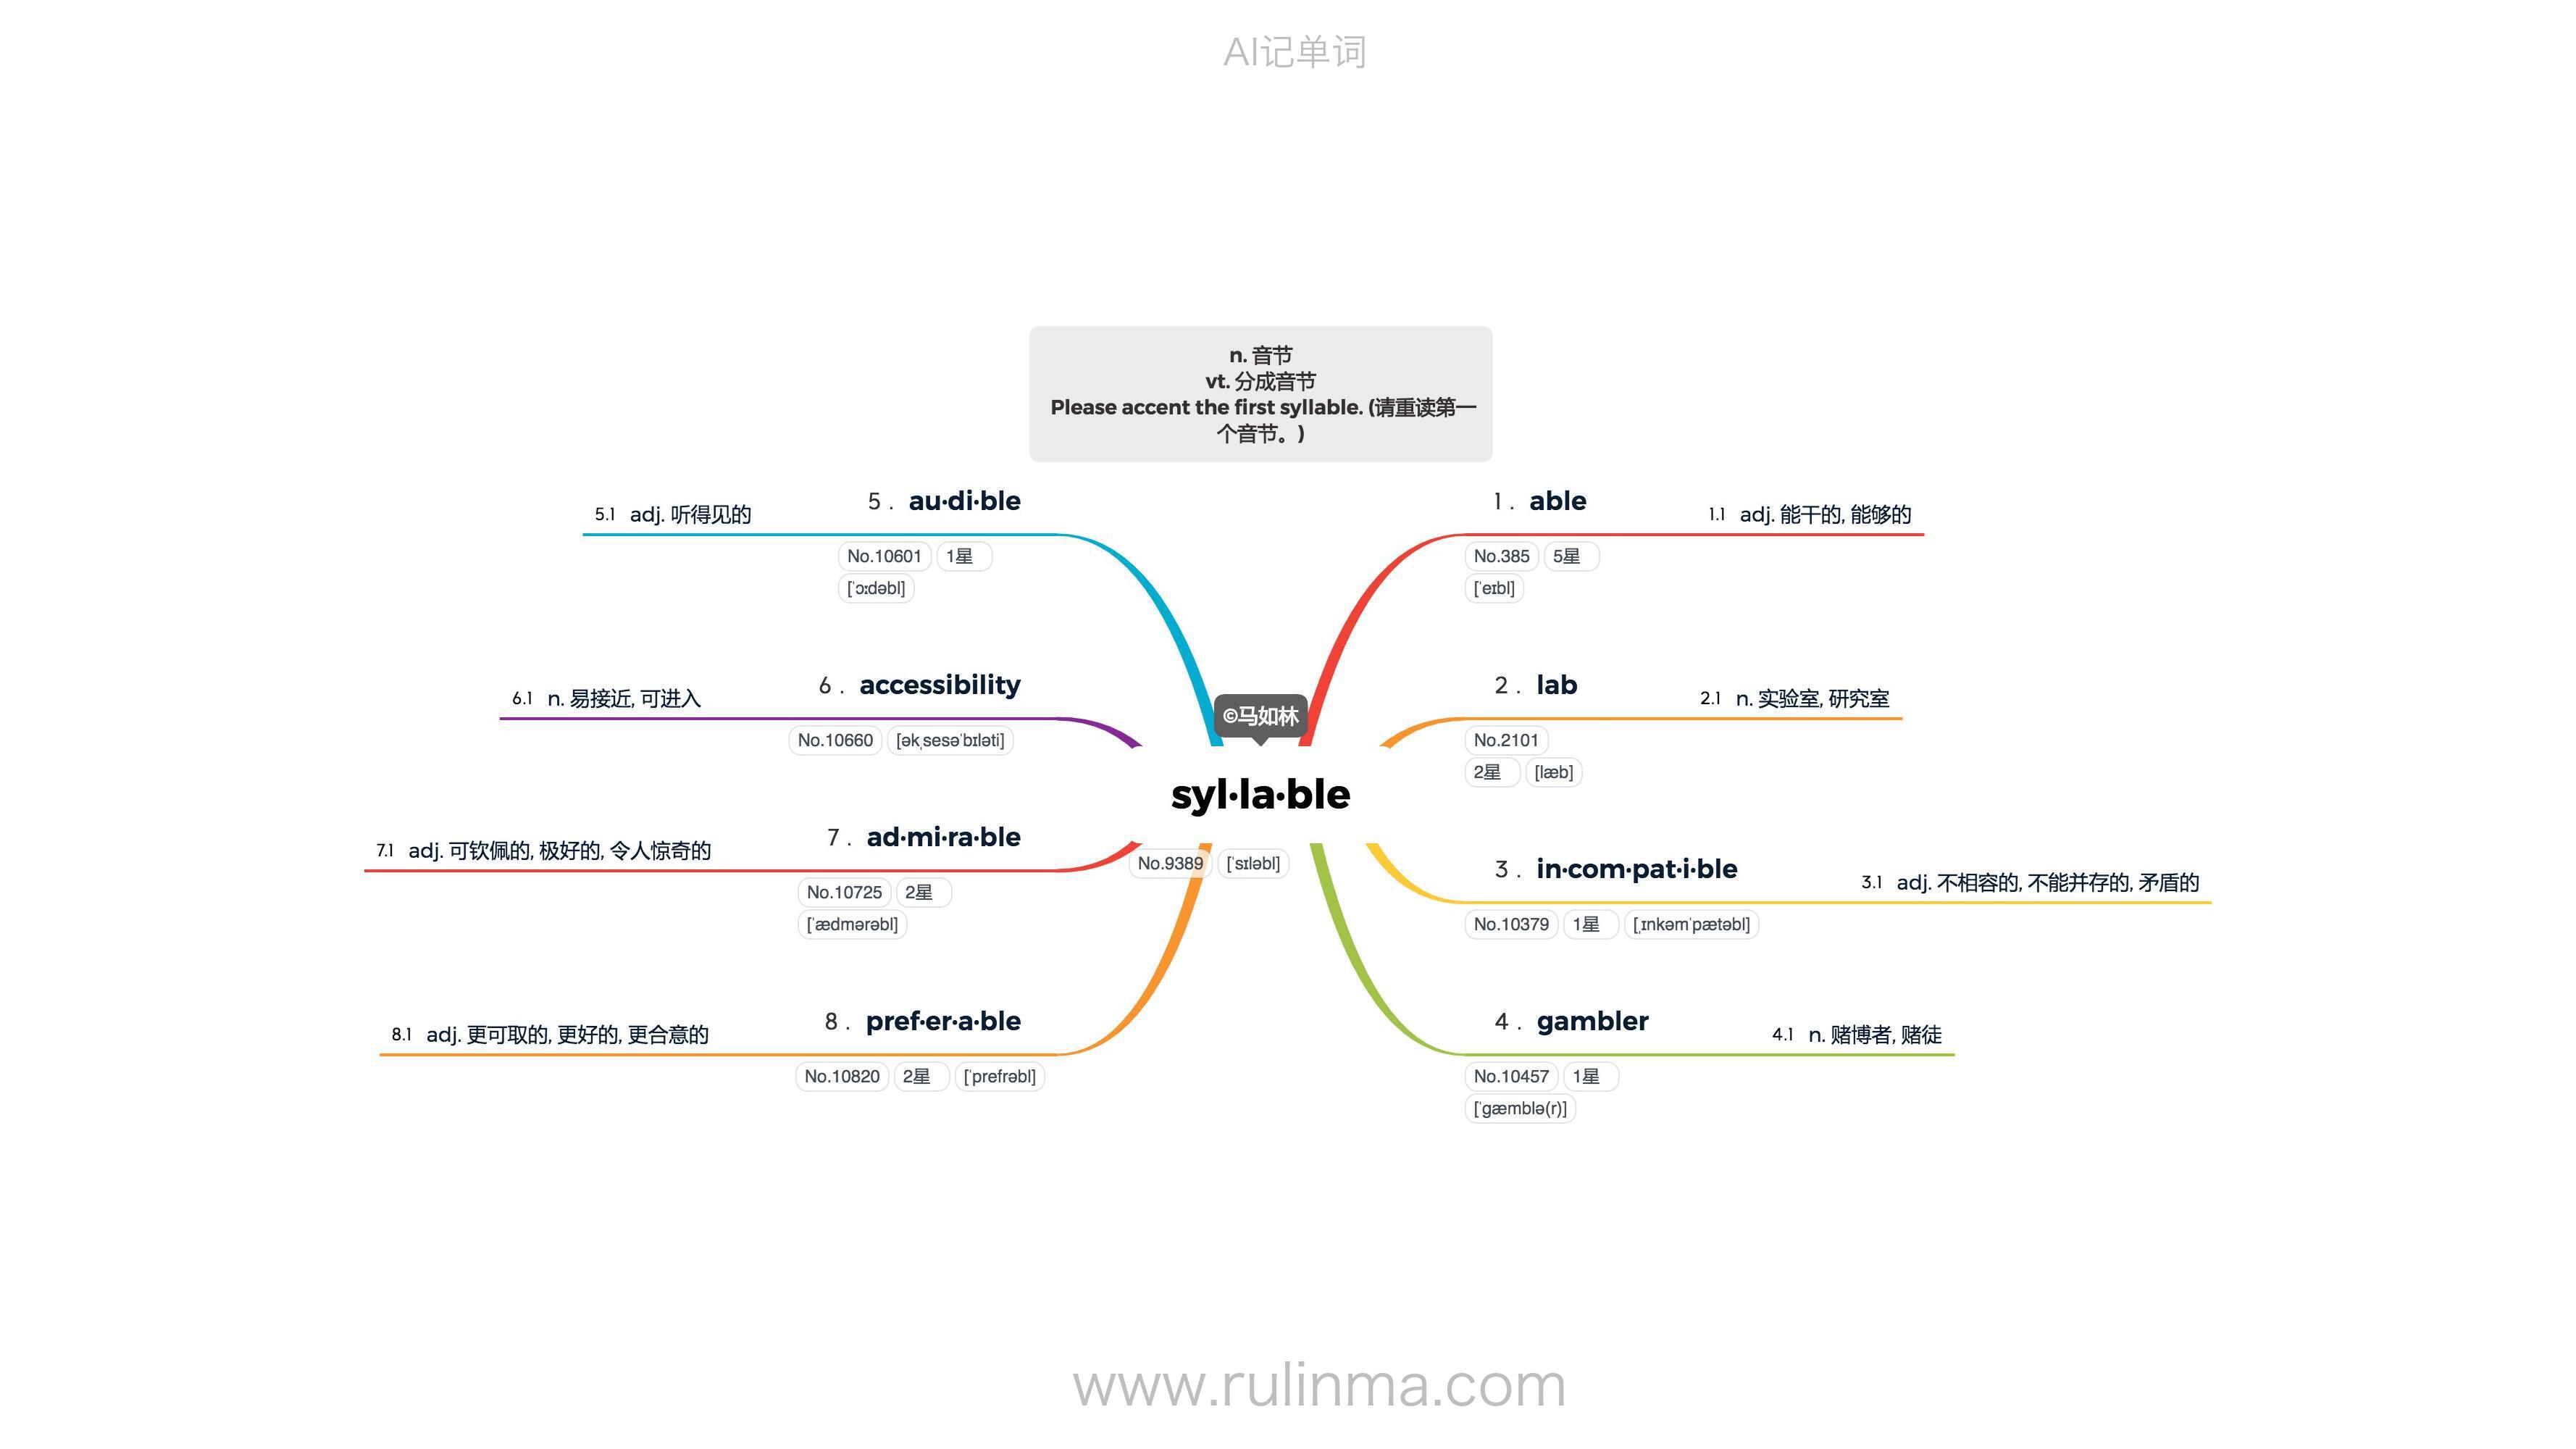 AI记单词
n. 音节
vt. 分成音节
Please accent the first syllable. (请重读第一
个音节。)
©马如林
syl·la·ble
No.9389 [ˈsɪləbl]
1 . able
No.385 5星
[ˈeɪbl]
1.1 adj. 能干的, 能够的
2 . lab
No.2101
2星 [læb]
2.1 n. 实验室, 研究室
3 . in·com·pat·i·ble
No.10379 1星 [ˌɪnkəmˈpætəbl]
3.1 adj. 不相容的, 不能并存的, 矛盾的
4 . gambler
No.10457 1星
[ˈɡæmblə(r)]
4.1 n. 赌博者, 赌徒
5 . au·di·ble
No.10601 1星
[ˈɔːdəbl]
5.1 adj. 听得见的
6 . accessibility
No.10660 [əkˌsesəˈbɪləti]
6.1 n. 易接近, 可进入
7 . ad·mi·ra·ble
No.10725 2星
[ˈædmərəbl]
7.1 adj. 可钦佩的, 极好的, 令人惊奇的
8 . pref·er·a·ble
No.10820 2星 [ˈprefrəbl]
8.1 adj. 更可取的, 更好的, 更合意的
www.rulinma.com